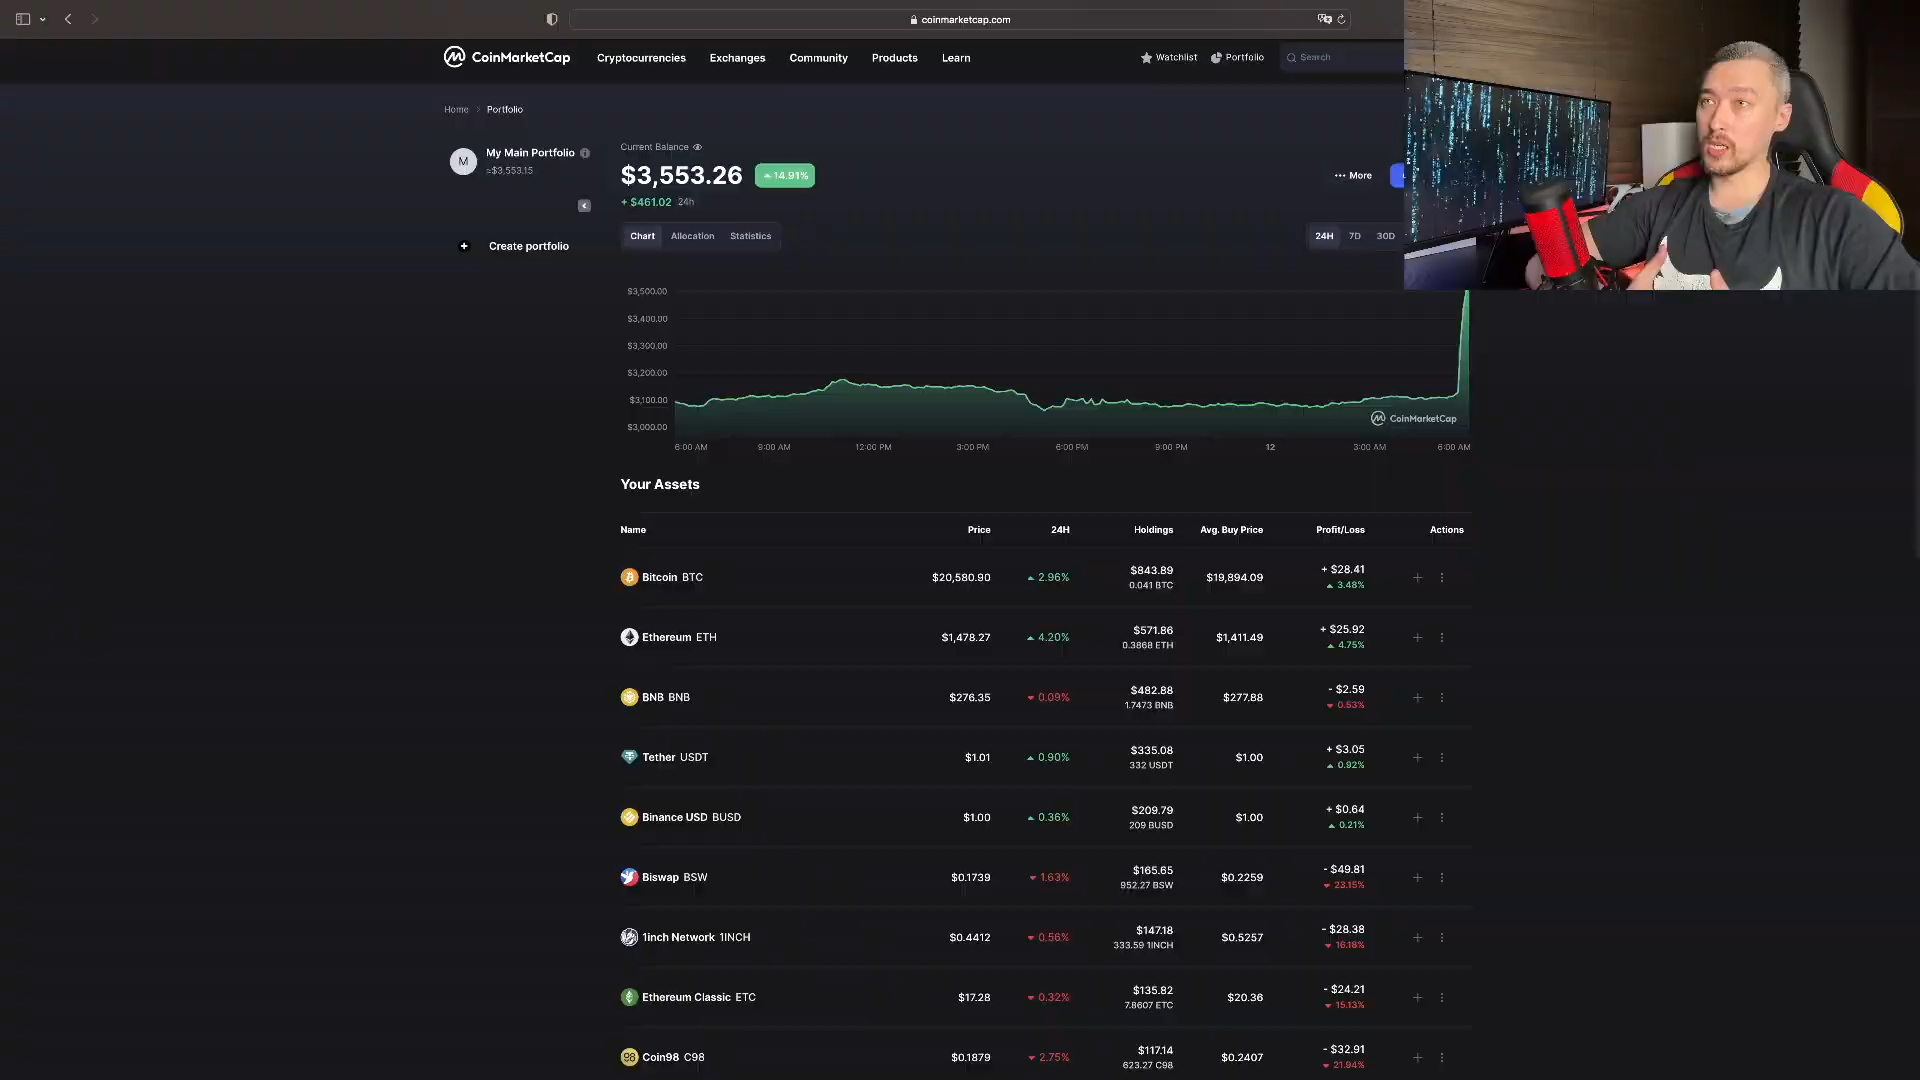 coinmarketcap.com
CoinMarketCap Cryptocurrencies Exchanges Community Products Learn Watchlist Portfolio Search
Home Portfolio
M My Main Portfolio
≈$3,553.15
Create portfolio
Current Balance
$3,553.26 14.91%
+ $461.02 24h
More
Chart Allocation Statistics
24H 7D 30D
$3,500.00
$3,400.00
$3,300.00
$3,200.00
$3,100.00
$3,000.00
CoinMarketCap
6:00 AM 9:00 AM 12:00 PM 3:00 PM 6:00 PM 9:00 PM 12 3:00 AM 6:00 AM
Your Assets
Name Price 24H Holdings Avg. Buy Price Profit/Loss Actions
Bitcoin BTC $20,580.90 2.96% $843.89 $19,894.09 + $28.41
0.041 BTC 3.48%
Ethereum ETH $1,478.27 4.20% $571.86 $1,411.49 + $25.92
0.3868 ETH 4.75%
BNB BNB $276.35 0.09% $482.88 $277.88 - $2.59
1.7473 BNB 0.53%
Tether USDT $1.01 0.90% $335.08 $1.00 + $3.05
332 USDT 0.92%
Binance USD BUSD $1.00 0.36% $209.79 $1.00 + $0.64
209 BUSD 0.21%
Biswap BSW $0.1739 1.63% $165.65 $0.2259 - $49.81
952.27 BSW 23.15%
1inch Network 1INCH $0.4412 0.56% $147.18 $0.5257 - $28.38
333.59 1INCH 16.18%
Ethereum Classic ETC $17.28 0.32% $135.82 $20.36 - $24.21
7.8607 ETC 15.13%
98 Coin98 C98 $0.1879 2.75% $117.14 $0.2407 - $32.91
623.27 C98 21.94%